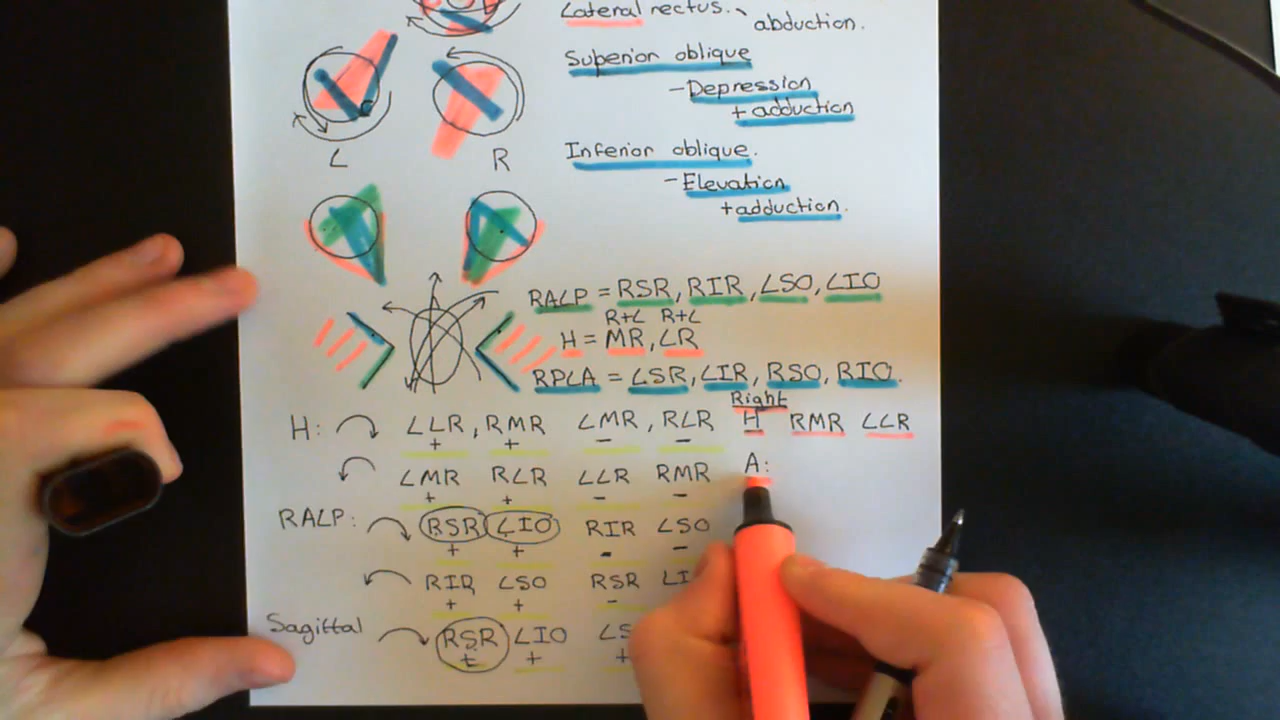 Lateral rectus.
abduction.
Superior oblique
- Depression
+ adduction
L R
Inferior oblique.
- Elevation
+ adduction.
RALP = RSR, RIR, LSO, LIO
R+L R+L
H = MR, LR
RPLA = LSR, LIR, RSO, RIO.
Right
H: LLR, RMR LMR, RLR H RMR LLR
+ + - -
LMR RLR LLR RMR A:
+ + - -
RALP: RSR LIO RIR LSO
+ + - -
RIR LSO RSR LI
+ + -
Sagittal RSR LIO LS
+ + +